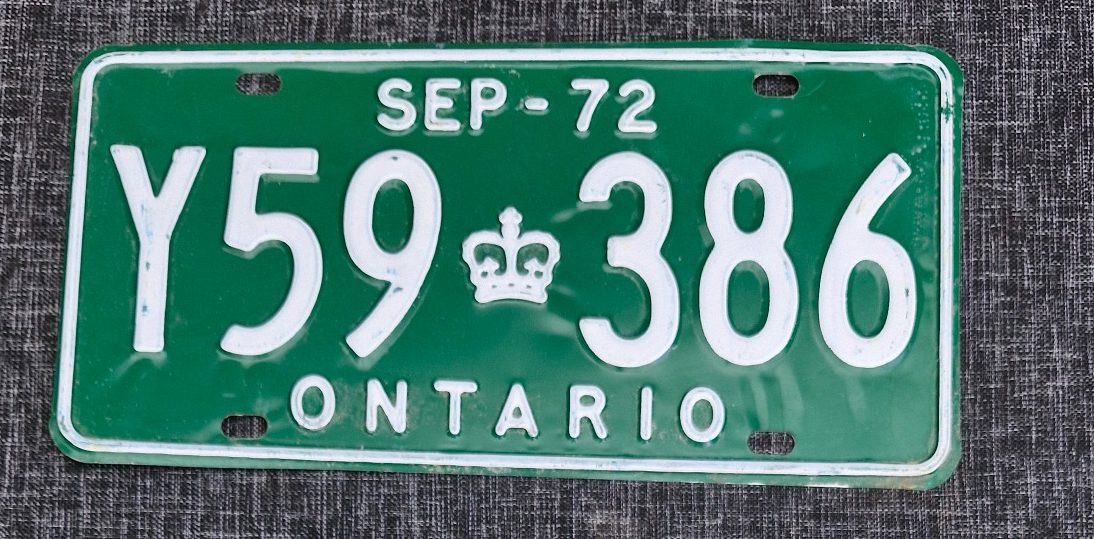 SEP-72
Y59 386
ONTARIO